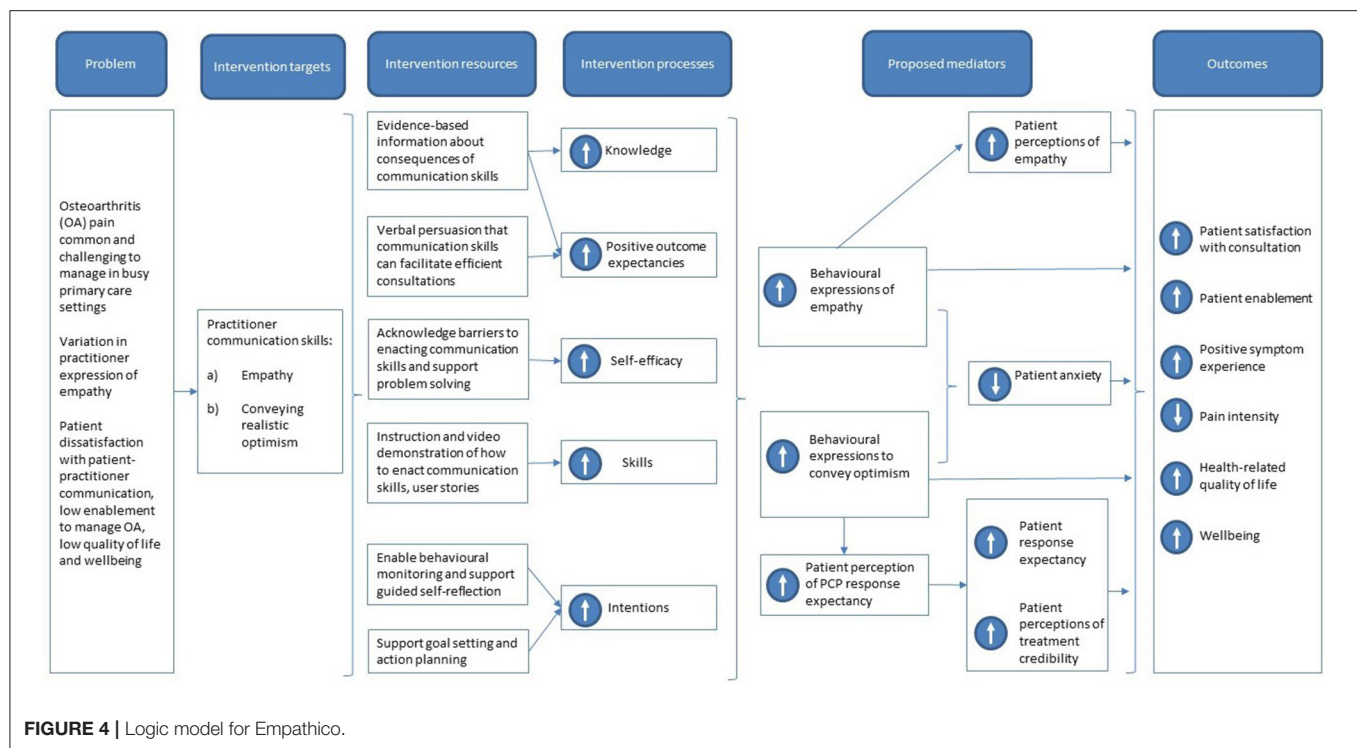 Problem
Intervention targets
Intervention resources
Intervention processes
Proposed mediators
Outcomes
Osteoarthritis
(OA) pain
common and
challenging to
manage in busy
primary care
settings
Variation in
practitioner
expression of
empathy
Patient
dissatisfaction
with patient-
practitioner
communication,
low enablement
to manage OA,
low quality of life
and wellbeing
Practitioner
communication skills:
a) Empathy
b) Conveying
realistic
optimism
Evidence-based
information about
consequences of
communication skills
Verbal persuasion that
communication skills
can facilitate efficient
consultations
Acknowledge barriers to
enacting communication
skills and support
problem solving
Instruction and video
demonstration of how
to enact communication
skills, user stories
Enable behavioural
monitoring and support
guided self-reflection
Support goal setting and
action planning
Knowledge
Positive outcome
expectancies
Self-efficacy
Skills
Intentions
Behavioural
expressions of
empathy
Behavioural
expressions to
convey optimism
Patient perception
of PCP response
expectancy
Patient
perceptions of
empathy
Patient anxiety
Patient
response
expectancy
Patient
perceptions of
treatment
credibility
Patient satisfaction
with consultation
Patient enablement
Positive symptom
experience
Pain intensity
Health-related
quality of life
Wellbeing
FIGURE 4 | Logic model for Empathico.